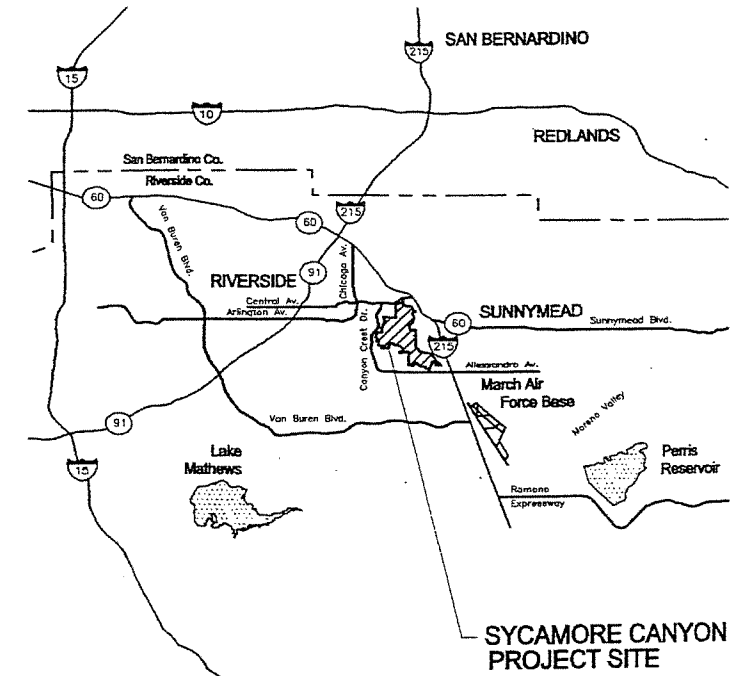 SAN BERNARDINO
215
15
10
REDLANDS
San Bernardino Co.
Riverside Co.
60
Van Buren Blvd.
60
215
91
Chicago Av.
RIVERSIDE
Central Av.
Arlington Av.
Canyon Crest Dr.
SUNNYMEAD
60
Sunnymead Blvd.
215
Allessandro Av.
March Air
Force Base
Moreno Valley
91
Van Buren Blvd.
15
Lake
Mathews
Perris
Reservoir
Ramona
Expressway
SYCAMORE CANYON
PROJECT SITE